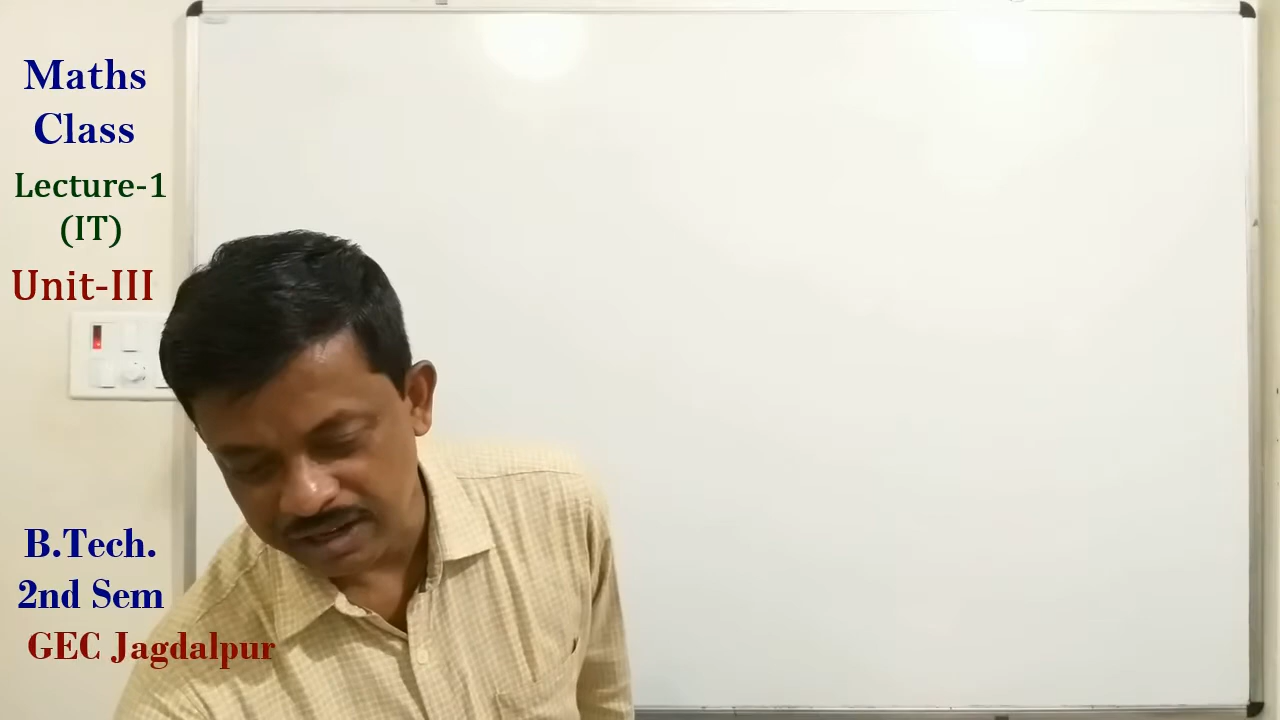 Maths
Class
Lecture-1
(IT)
Unit-III
B.Tech.
2nd Sem
GEC Jagdalpur